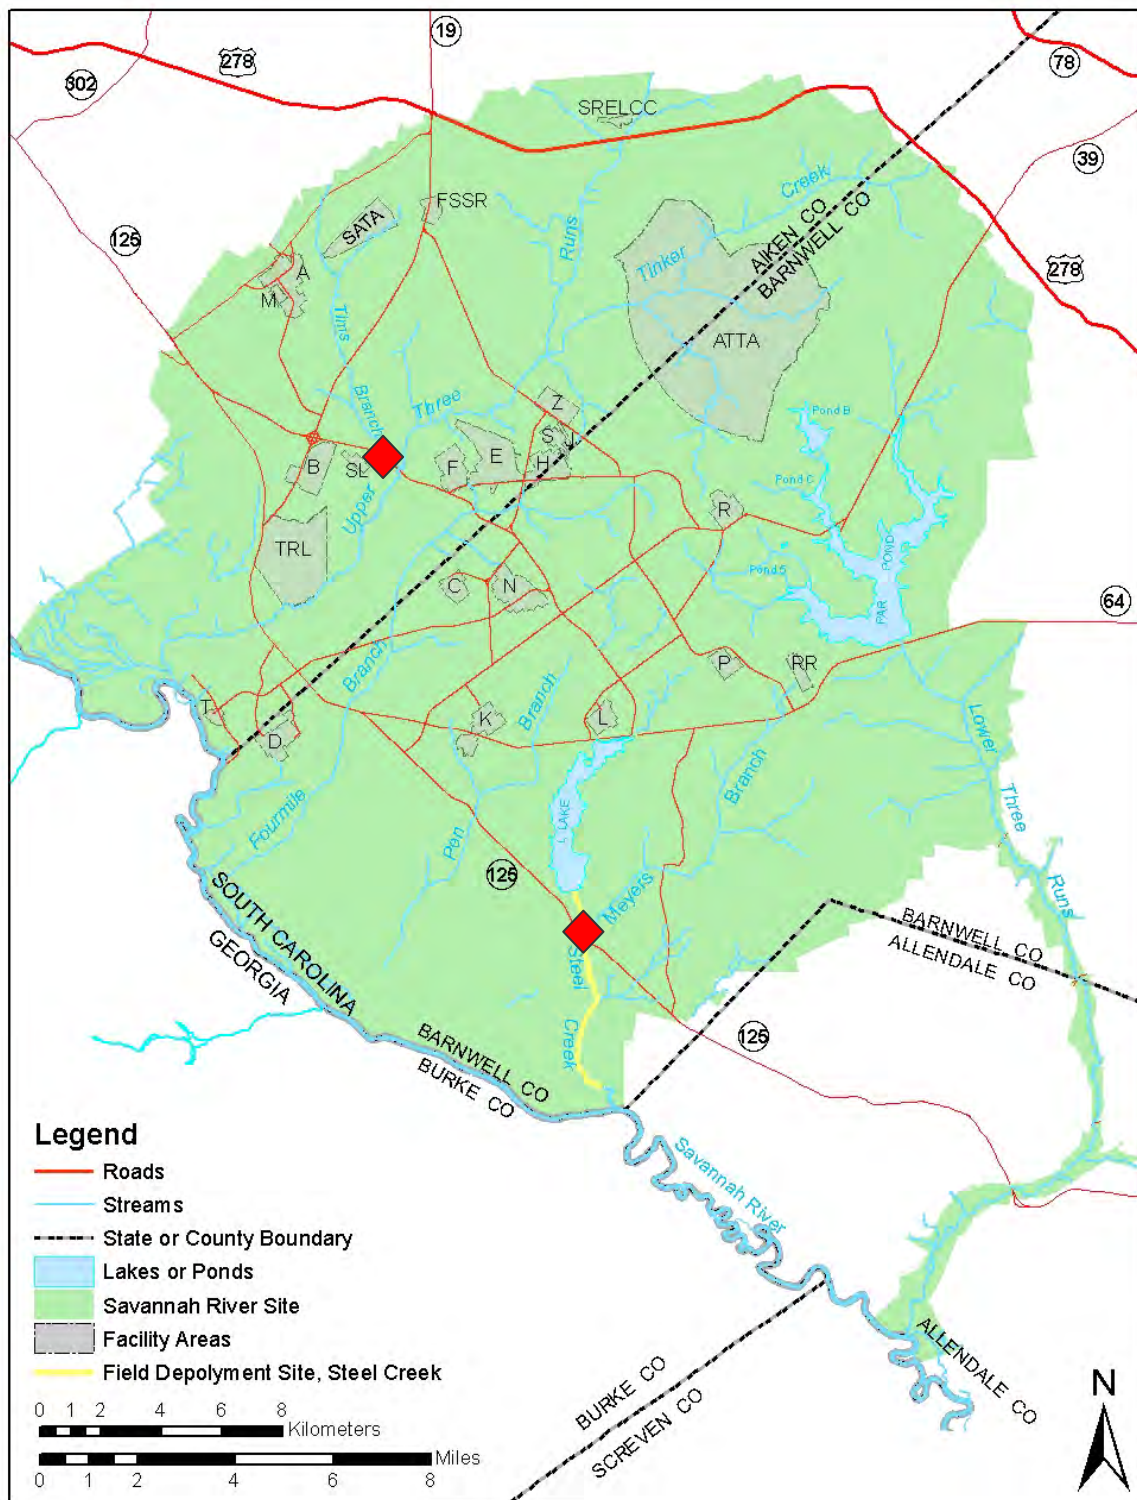 19
278
302
78
SRELCC
39
Creek
125
FSSR
SATA
Runs
AIKEN CO
BARNWELL CO
Tinker
278
A
M
Tims
ATTA
Branch
Three
Z
Pond B
S
E
F
H
B
SL
Pond C
R
Upper
TRL
PAR POND
Pond 5
C
N
64
Branch
P
RR
Branch
T
D
K
L
Lower
Branch
Three
L LAKE
Fourmile
Pen
125
Meyers
Runs
SOUTH CAROLINA
GEORGIA
BARNWELL CO
ALLENDALE CO
Steel
Creek
125
BARNWELL CO
BURKE CO
Savannah River
ALLENDALE CO
BURKE CO
SCREVEN CO
Legend
Roads
Streams
State or County Boundary
Lakes or Ponds
Savannah River Site
Facility Areas
Field Depolyment Site, Steel Creek
0 1 2 4 6 8
Kilometers
Miles
0 1 2 4 6 8
N